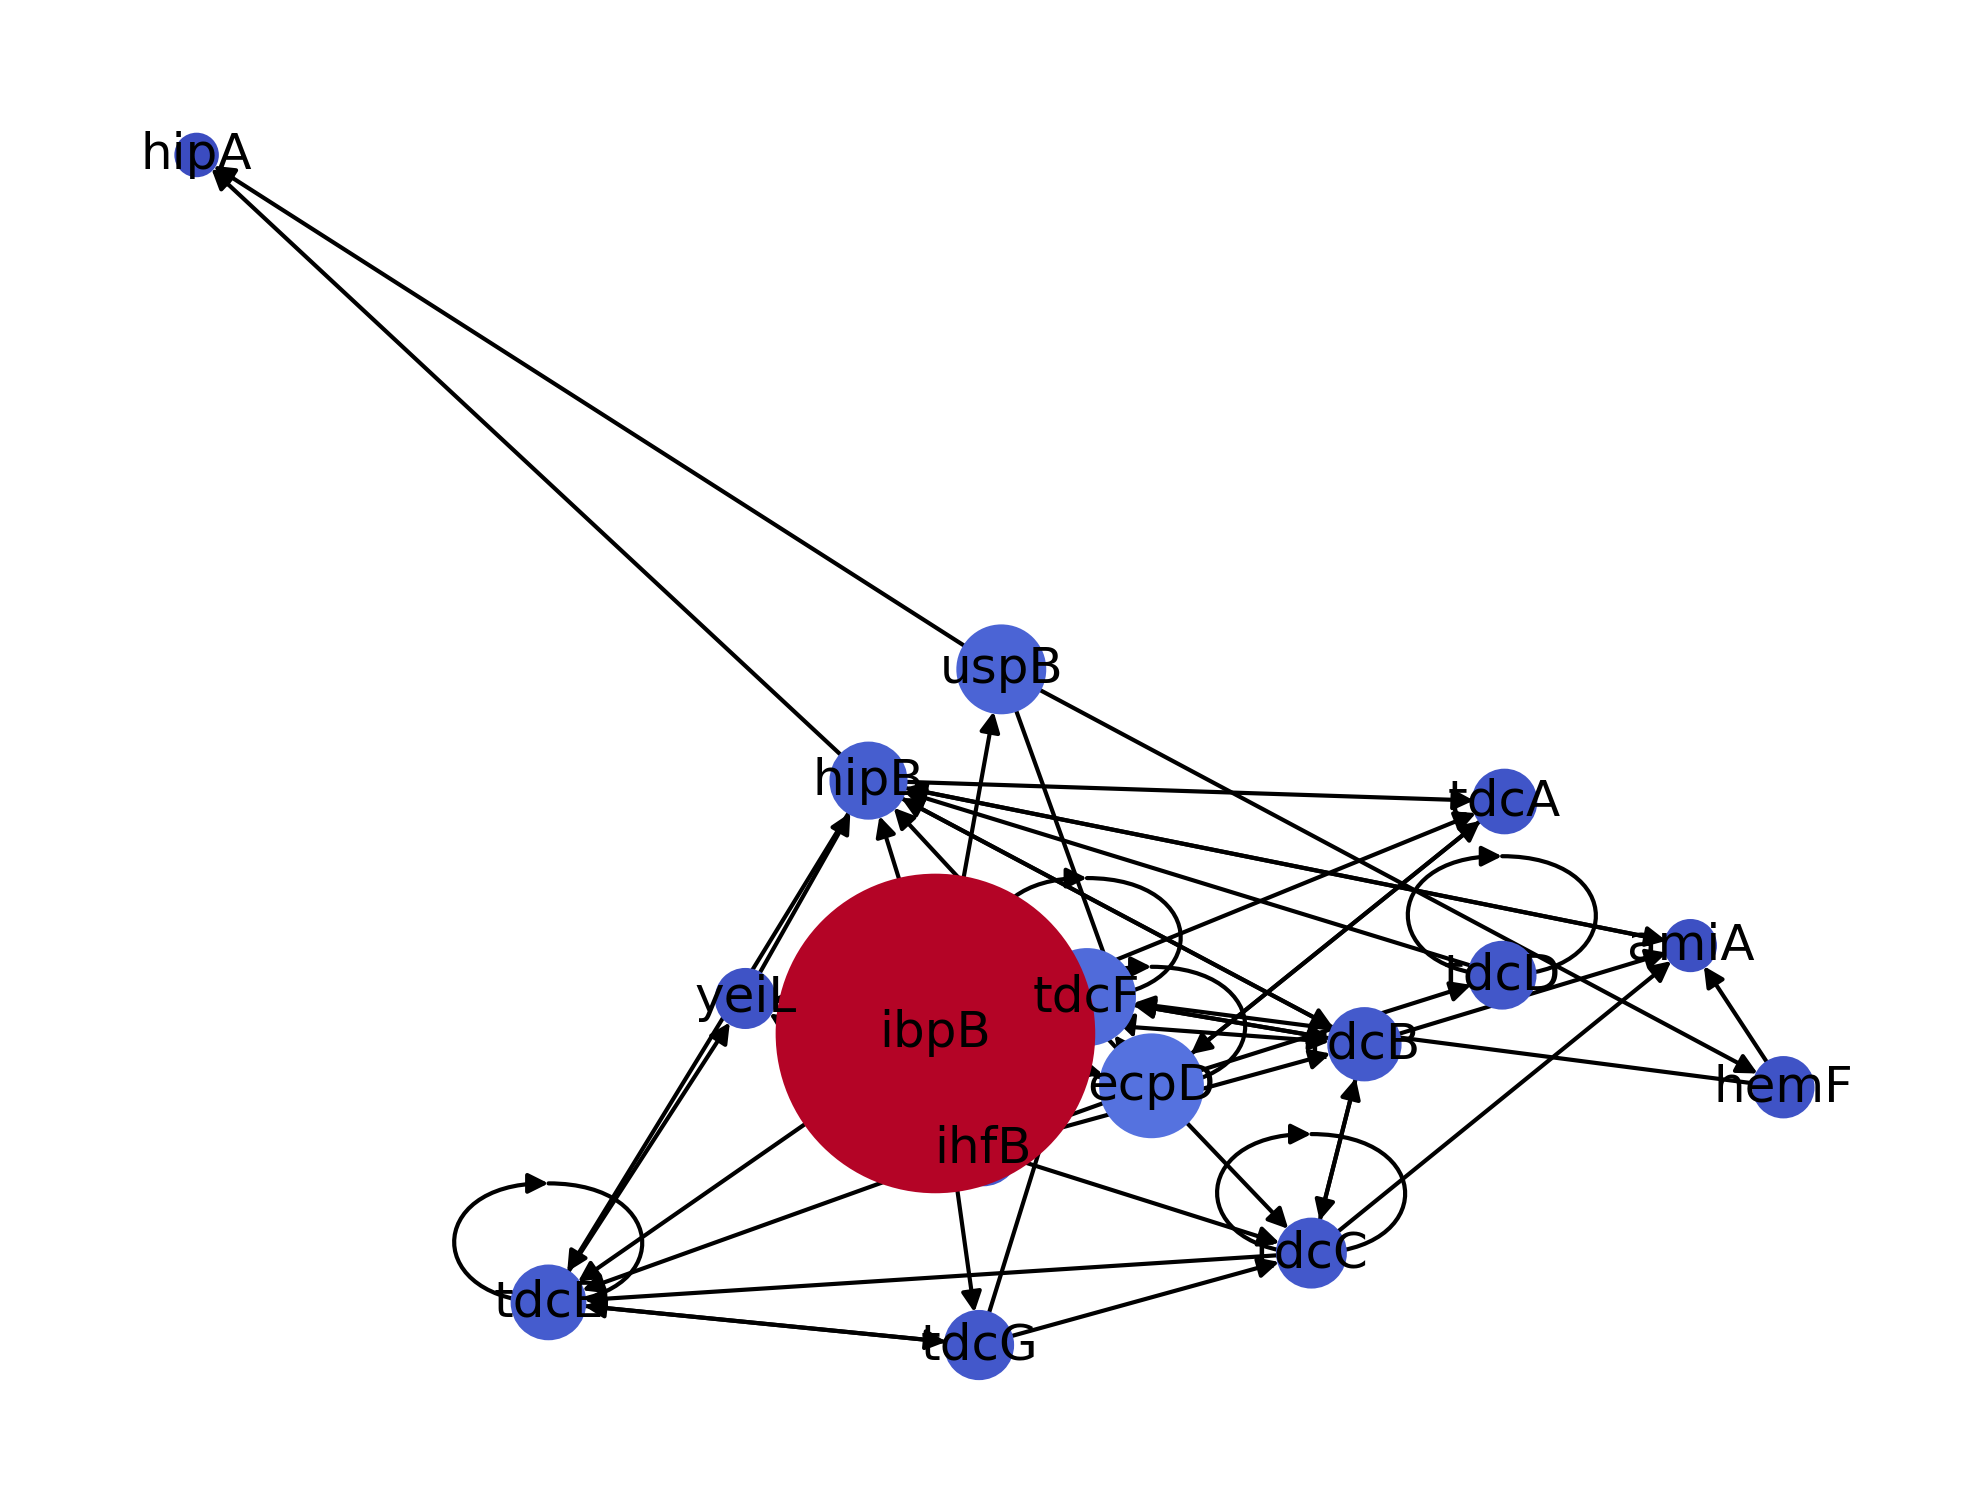 hipA
uspB
hipB
tdcA
amiA
tdcD
yeiL
tdcF
ibpB
tdcB
ecpD
hemF
ihfB
tdcC
tdcE
tdcG